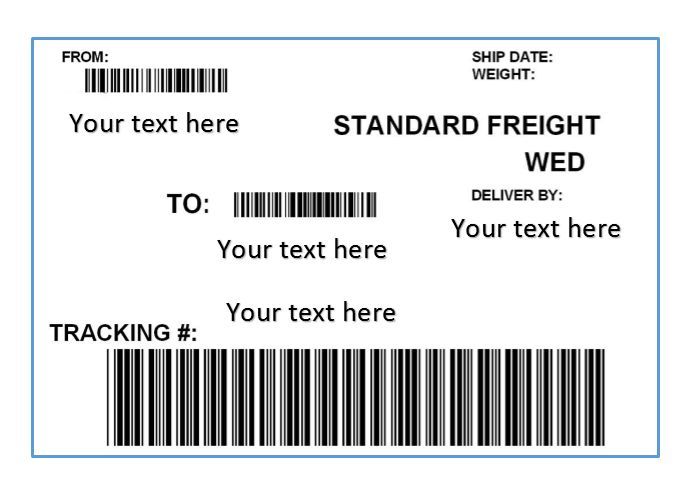 FROM:
SHIP DATE:
WEIGHT:
Your text here
STANDARD FREIGHT
WED
TO:
DELIVER BY:
Your text here
Your text here
Your text here
TRACKING #: